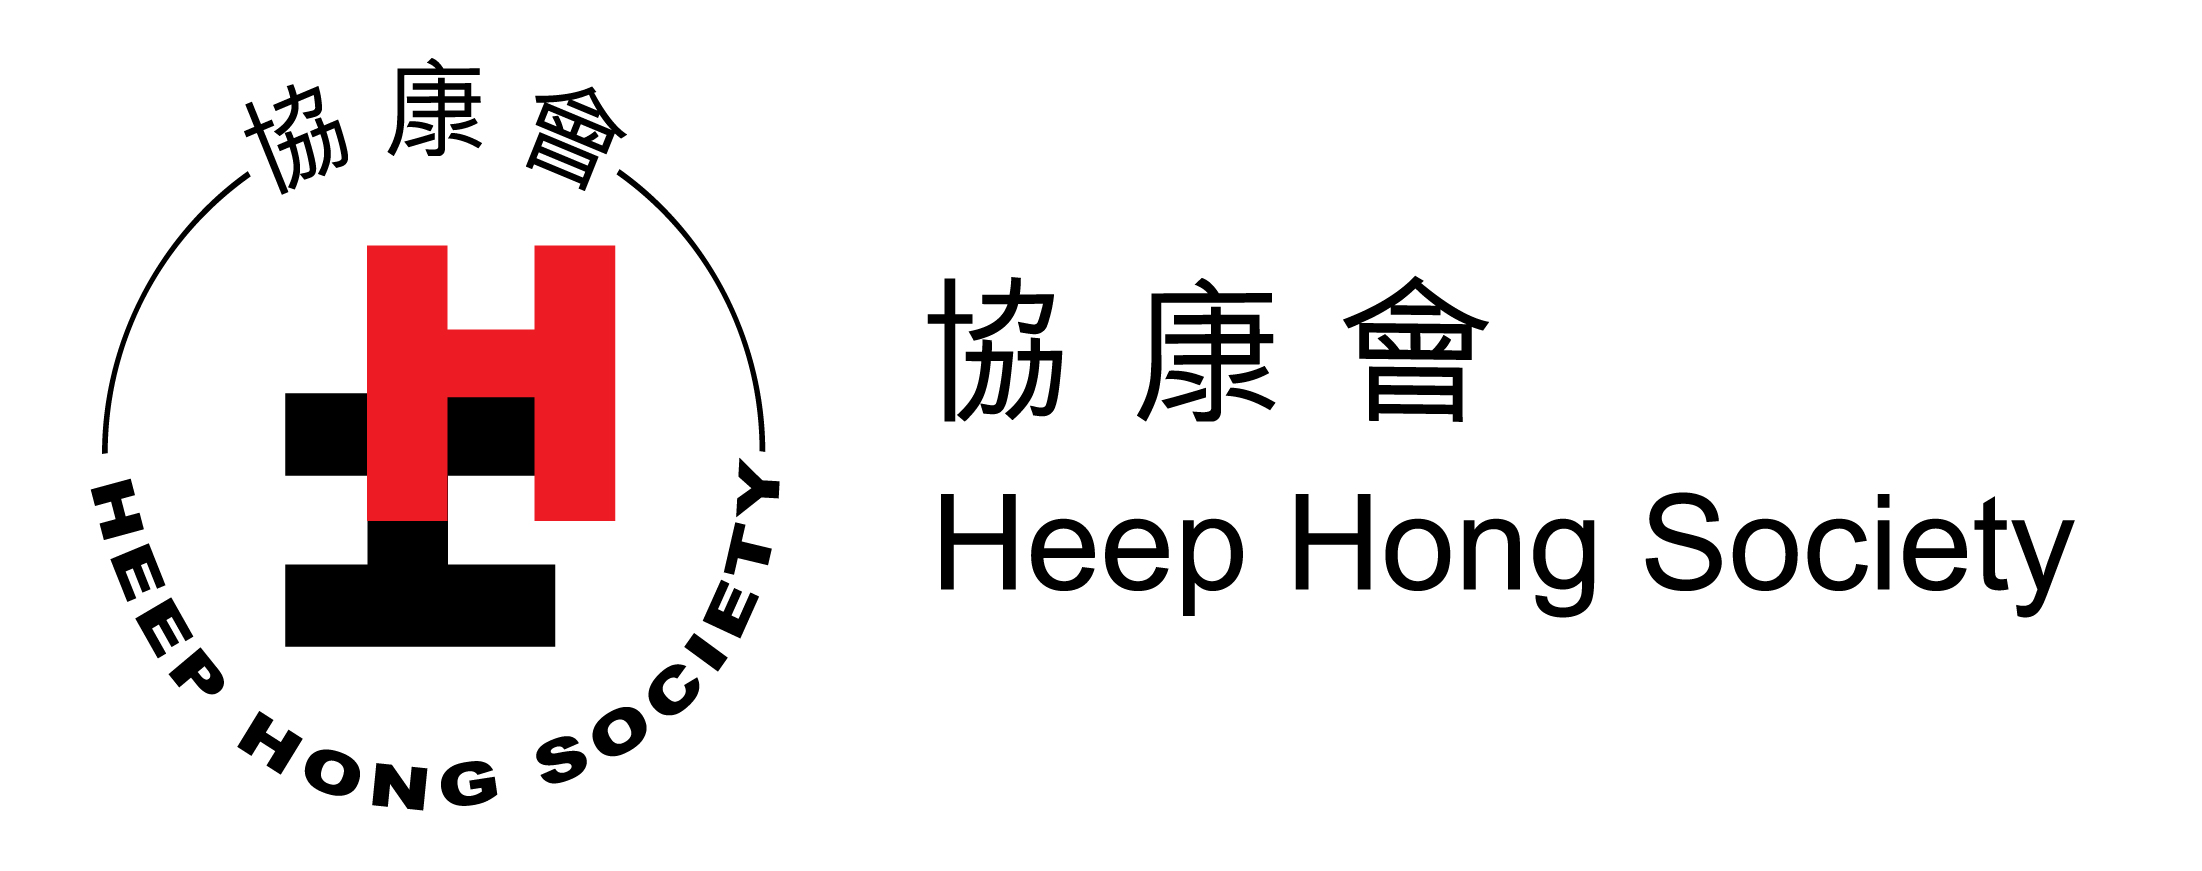 協康會
HEEP HONG SOCIETY
協康會
Heep Hong Society